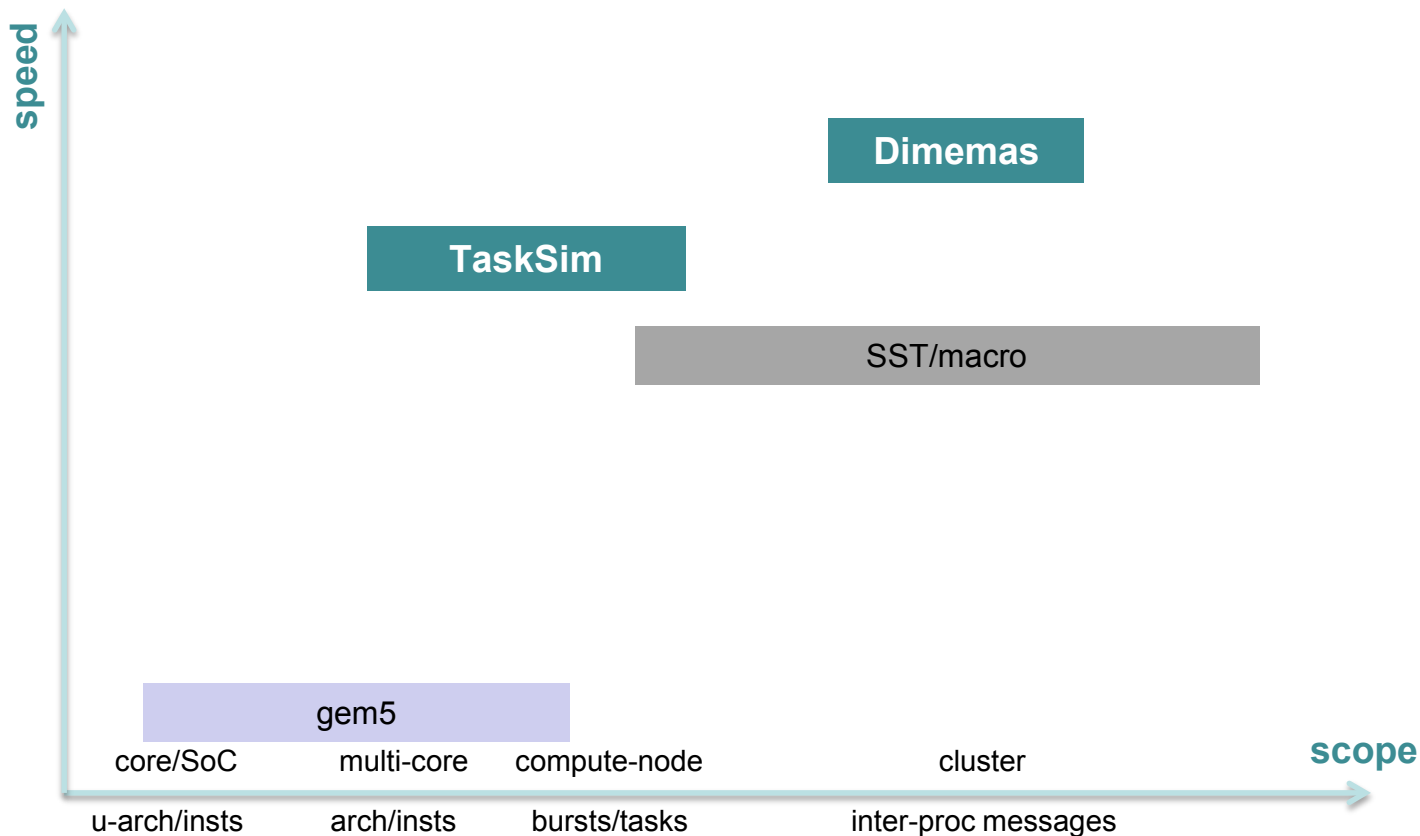 speed
Dimemas
TaskSim
SST/macro
gem5
core/SoC multi-core compute-node cluster scope
u-arch/insts arch/insts bursts/tasks inter-proc messages